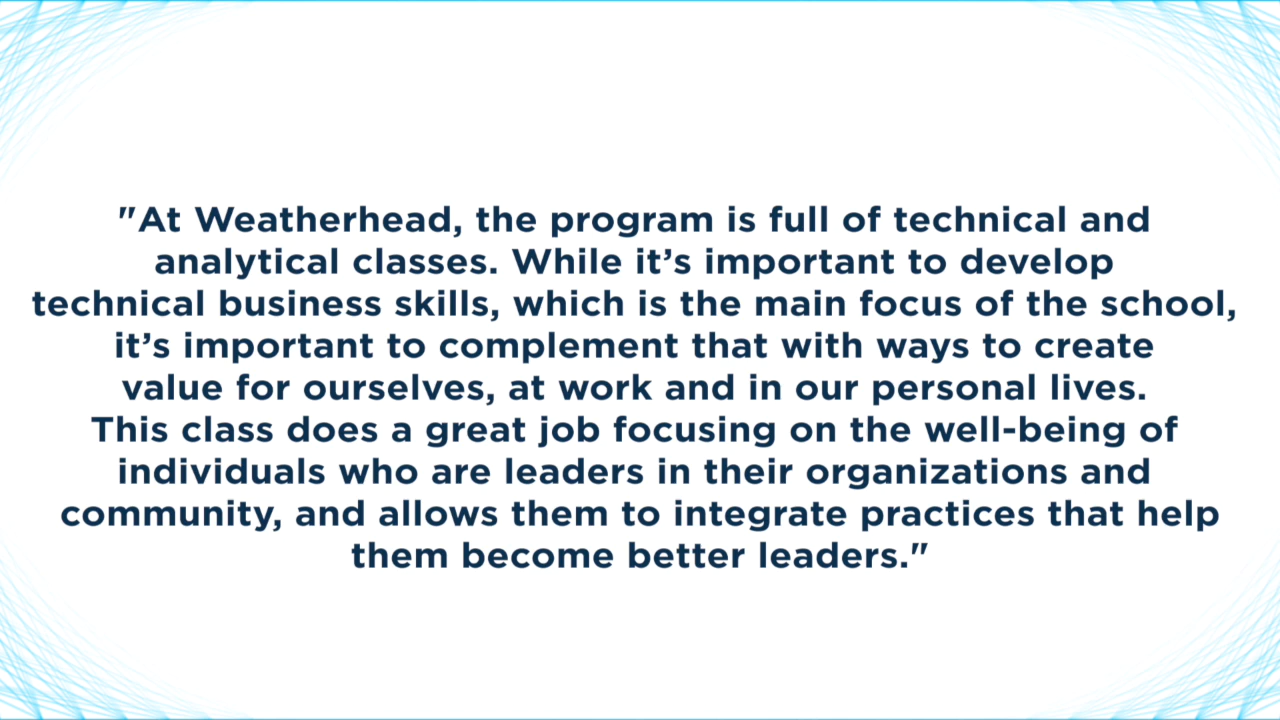 "At Weatherhead, the program is full of technical and
analytical classes. While it’s important to develop
technical business skills, which is the main focus of the school,
it’s important to complement that with ways to create
value for ourselves, at work and in our personal lives.
This class does a great job focusing on the well-being of
individuals who are leaders in their organizations and
community, and allows them to integrate practices that help
them become better leaders."